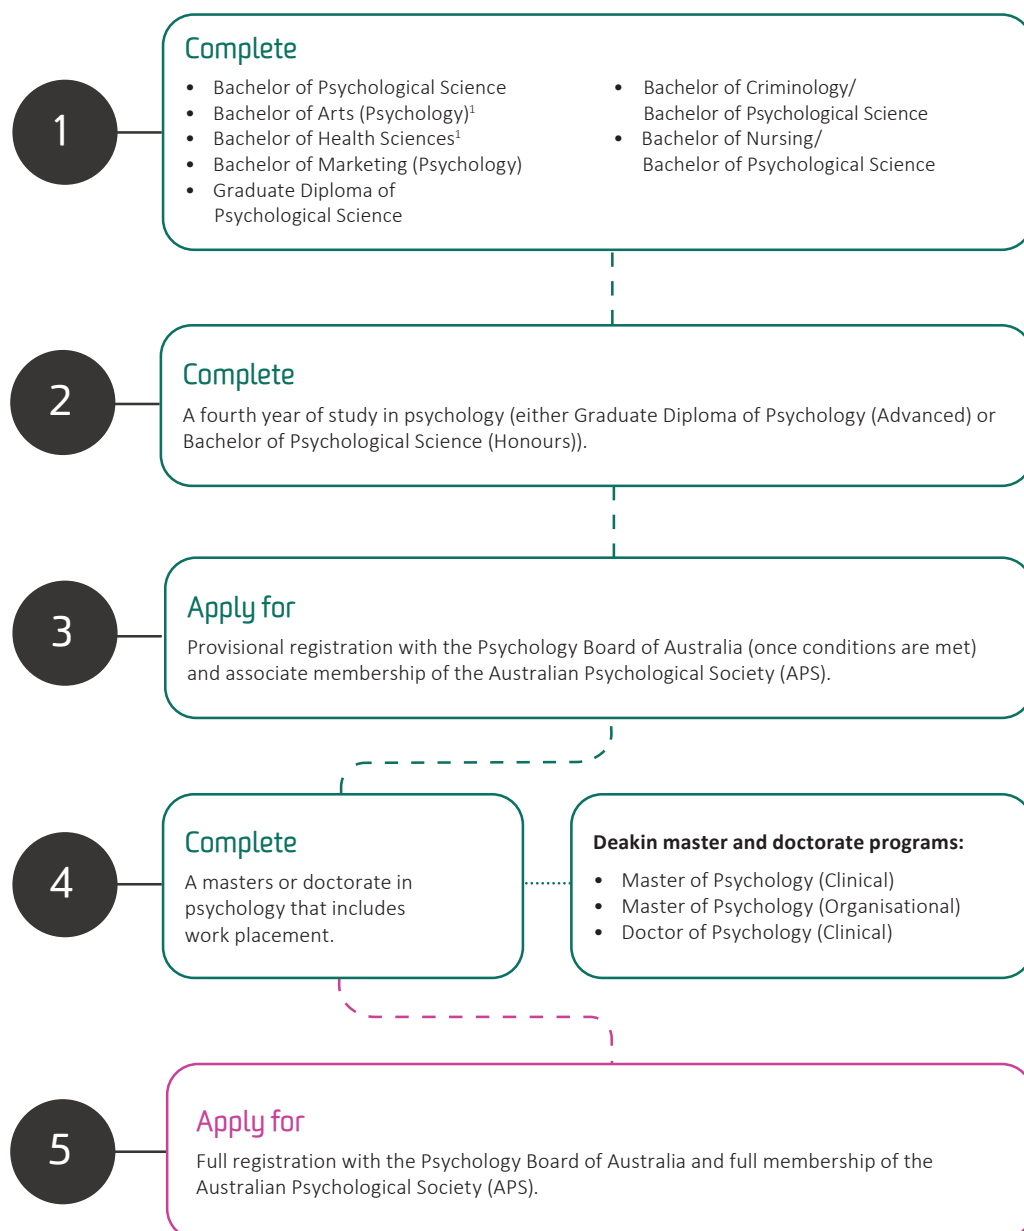 1
Complete
• Bachelor of Psychological Science
• Bachelor of Arts (Psychology)¹
• Bachelor of Health Sciences¹
• Bachelor of Marketing (Psychology)
• Graduate Diploma of
Psychological Science
• Bachelor of Criminology/
Bachelor of Psychological Science
• Bachelor of Nursing/
Bachelor of Psychological Science
2
Complete
A fourth year of study in psychology (either Graduate Diploma of Psychology (Advanced) or
Bachelor of Psychological Science (Honours)).
3
Apply for
Provisional registration with the Psychology Board of Australia (once conditions are met)
and associate membership of the Australian Psychological Society (APS).
4
Complete
A masters or doctorate in
psychology that includes
work placement.
Deakin master and doctorate programs:
• Master of Psychology (Clinical)
• Master of Psychology (Organisational)
• Doctor of Psychology (Clinical)
5
Apply for
Full registration with the Psychology Board of Australia and full membership of the
Australian Psychological Society (APS).